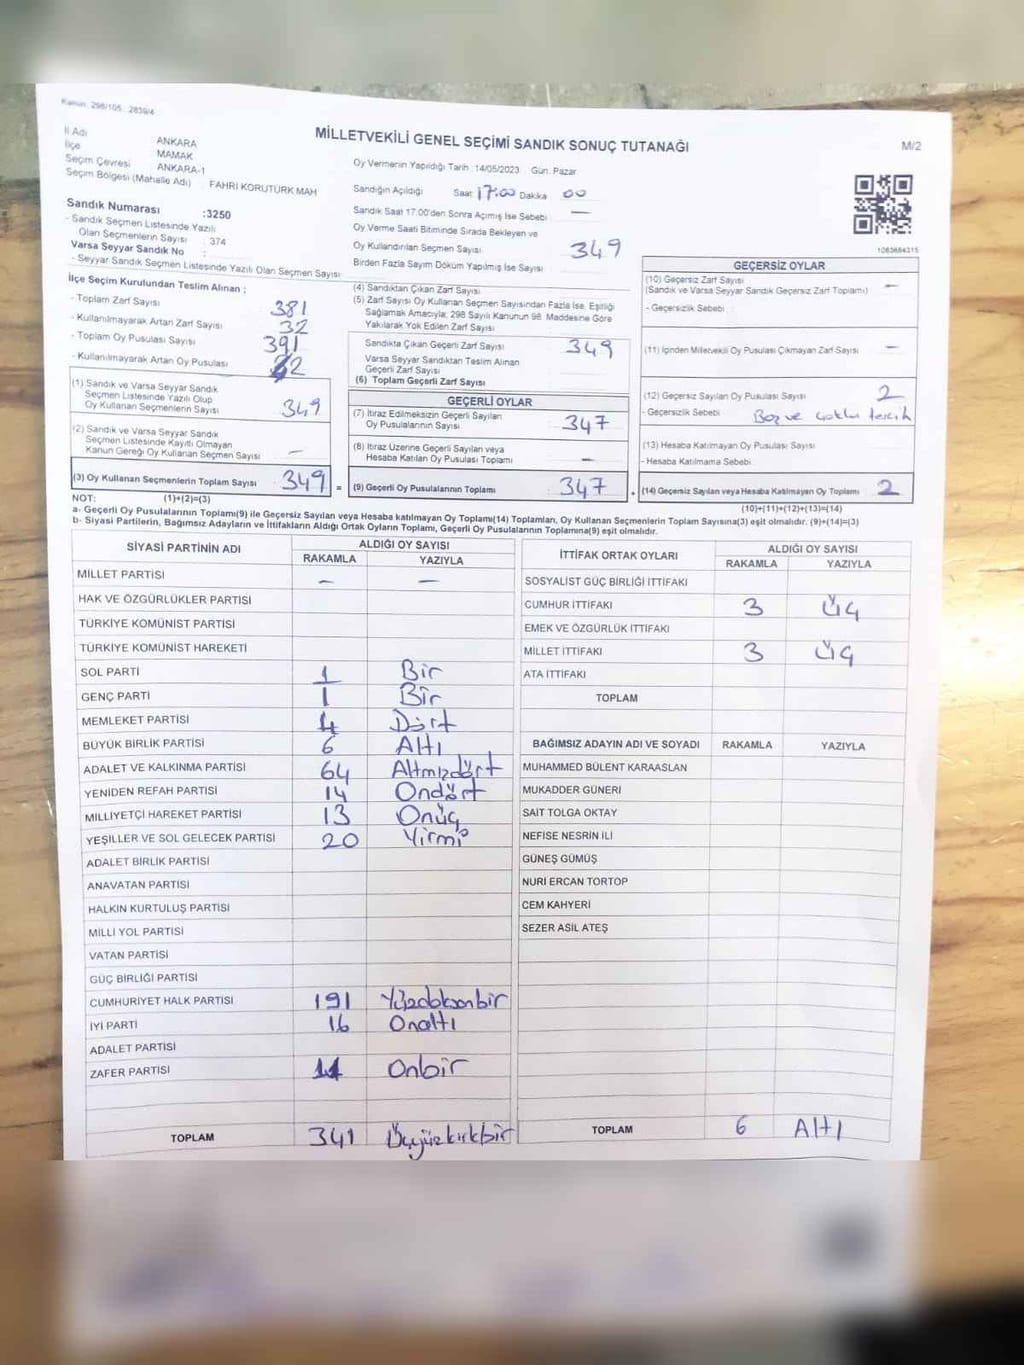 Kanun: 298/105, 2839/4
MİLLETVEKİLİ GENEL SEÇİMİ SANDIK SONUÇ TUTANAĞI
M/2
İl Adı ANKARA
İlçe MAMAK
Seçim Çevresi ANKARA-1
Seçim Bölgesi (Mahalle Adı) : FAHRİ KORUTÜRK MAH
Sandık Numarası :3250
- Sandık Seçmen Listesinde Yazılı
Olan Seçmenlerin Sayısı : 374
Varsa Seyyar Sandık No :
- Seyyar Sandık Seçmen Listesinde Yazılı Olan Seçmen Sayısı
Oy Vermenin Yapıldığı Tarih : 14/05/2023 Gün: Pazar
Sandığın Açıldığı Saat 17:00 Dakika 00
Sandık Saat 17:00'den Sonra Açılmış İse Sebebi : —
Oy Verme Saati Bitiminde Sırada Bekleyen ve
Oy Kullandırılan Seçmen Sayısı 349
Birden Fazla Sayım Döküm Yapılmış İse Sayısı
1083684315
İlçe Seçim Kurulundan Teslim Alınan ;
- Toplam Zarf Sayısı 381
- Kullanılmayarak Artan Zarf Sayısı 32
- Toplam Oy Pusulası Sayısı 391
- Kullanılmayarak Artan Oy Pusulası
(1) Sandık ve Varsa Seyyar Sandık
Seçmen Listesinde Yazılı Olup
Oy Kullanan Seçmenlerin Sayısı 349
(2) Sandık ve Varsa Seyyar Sandık
Seçmen Listesinde Kayıtlı Olmayan
Kanun Gereği Oy Kullanan Seçmen Sayısı —
(3) Oy Kullanan Seçmenlerin Toplam Sayısı 349 =
(4) Sandıktan Çıkan Zarf Sayısı
(5) Zarf Sayısı Oy Kullanan Seçmen Sayısından Fazla İse, Eşitliği
Sağlamak Amacıyla; 298 Sayılı Kanunun 98. Maddesine Göre
Yakılarak Yok Edilen Zarf Sayısı
Sandıkta Çıkan Geçerli Zarf Sayısı 349
Varsa Seyyar Sandıktan Teslim Alınan
Geçerli Zarf Sayısı
(6) Toplam Geçerli Zarf Sayısı
GEÇERLİ OYLAR
(7) İtiraz Edilmeksizin Geçerli Sayılan
Oy Pusulalarının Sayısı 347
(8) İtiraz Üzerine Geçerli Sayılan veya
Hesaba Katılan Oy Pusulası Toplamı —
(9) Geçerli Oy Pusulalarının Toplamı 347 +
GEÇERSİZ OYLAR
(10) Geçersiz Zarf Sayısı
(Sandık ve Varsa Seyyar Sandık Geçersiz Zarf Toplamı) —
- Geçersizlik Sebebi :
(11) İçinden Milletvekili Oy Pusulası Çıkmayan Zarf Sayısı —
(12) Geçersiz Sayılan Oy Pusulası Sayısı 2
- Geçersizlik Sebebi Boş ve çoklu tercih
(13) Hesaba Katılmayan Oy Pusulası Sayısı
- Hesaba Katılmama Sebebi
(14) Geçersiz Sayılan veya Hesaba Katılmayan Oy Toplamı 2
NOT: (1)+(2)=(3)
(10)+(11)+(12)+(13)=(14)
a- Geçerli Oy Pusulalarının Toplamı(9) ile Geçersiz Sayılan veya Hesaba katılmayan Oy Toplamı(14) Toplamları, Oy Kullanan Seçmenlerin Toplam Sayısına(3) eşit olmalıdır. (9)+(14)=(3)
b- Siyasi Partilerin, Bağımsız Adayların ve İttifakların Aldığı Ortak Oyların Toplamı, Geçerli Oy Pusulalarının Toplamına(9) eşit olmalıdır.
SİYASİ PARTİNİN ADI ALDIĞI OY SAYISI
RAKAMLA YAZIYLA
MİLLET PARTİSİ — —
HAK VE ÖZGÜRLÜKLER PARTİSİ
TÜRKİYE KOMÜNİST PARTİSİ
TÜRKİYE KOMÜNİST HAREKETİ
SOL PARTİ 1 Bir
GENÇ PARTİ 1 Bir
MEMLEKET PARTİSİ 4 Dört
BÜYÜK BİRLİK PARTİSİ 6 Altı
ADALET VE KALKINMA PARTİSİ 64 Altmızdört
YENİDEN REFAH PARTİSİ 14 Ondört
MİLLİYETÇİ HAREKET PARTİSİ 13 Onüç
YEŞİLLER VE SOL GELECEK PARTİSİ 20 Yirmi
ADALET BİRLİK PARTİSİ
ANAVATAN PARTİSİ
HALKIN KURTULUŞ PARTİSİ
MİLLİ YOL PARTİSİ
VATAN PARTİSİ
GÜÇ BİRLİĞİ PARTİSİ
CUMHURİYET HALK PARTİSİ 191 Yüzdoksanbir
İYİ PARTİ 16 Onaltı
ADALET PARTİSİ
ZAFER PARTİSİ 11 Onbir
TOPLAM 341 Üçyüzkırkbir
İTTİFAK ORTAK OYLARI ALDIĞI OY SAYISI
RAKAMLA YAZIYLA
SOSYALİST GÜÇ BİRLİĞİ İTTİFAKI
CUMHUR İTTİFAKI 3 Üç
EMEK VE ÖZGÜRLÜK İTTİFAKI
MİLLET İTTİFAKI 3 Üç
ATA İTTİFAKI
TOPLAM
BAĞIMSIZ ADAYIN ADI VE SOYADI RAKAMLA YAZIYLA
MUHAMMED BÜLENT KARAASLAN
MUKADDER GÜNERİ
SAİT TOLGA OKTAY
NEFİSE NESRİN İLİ
GÜNEŞ GÜMÜŞ
NURİ ERCAN TORTOP
CEM KAHYERİ
SEZER ASİL ATEŞ
TOPLAM 6 Altı